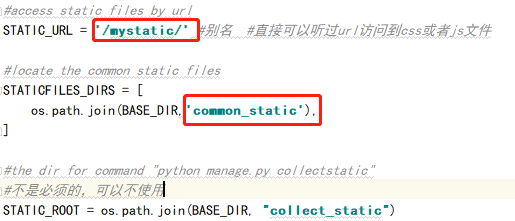 #access static files by url
STATIC_URL = '/mystatic/' #别名  #直接可以听过url访问到css或者js文件
#locate the common static files
STATICFILES_DIRS = [
os.path.join(BASE_DIR,'common_static'),
]
#the dir for command "python manage.py collectstatic"
#不是必须的，可以不使用
STATIC_ROOT = os.path.join(BASE_DIR, "collect_static")